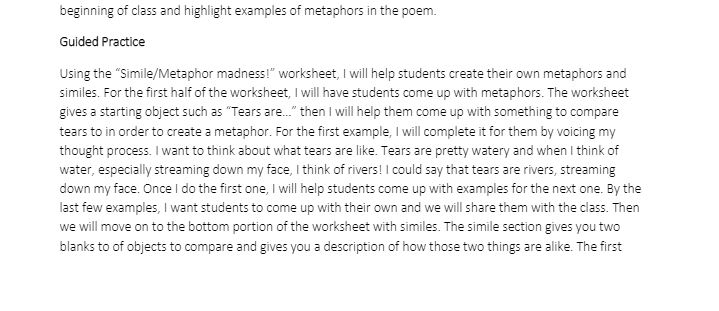 beginning of class and highlight examples of metaphors in the poem.
Guided Practice
Using the “Simile/Metaphor madness!” worksheet, I will help students create their own metaphors and
similes. For the first half of the worksheet, I will have students come up with metaphors. The worksheet
gives a starting object such as “Tears are...” then I will help them come up with something to compare
tears to in order to create a metaphor. For the first example, I will complete it for them by voicing my
thought process. I want to think about what tears are like. Tears are pretty watery and when I think of
water, especially streaming down my face, I think of rivers! I could say that tears are rivers, streaming
down my face. Once I do the first one, I will help students come up with examples for the next one. By the
last few examples, I want students to come up with their own and we will share them with the class. Then
we will move on to the bottom portion of the worksheet with similes. The simile section gives you two
blanks to of objects to compare and gives you a description of how those two things are alike. The first